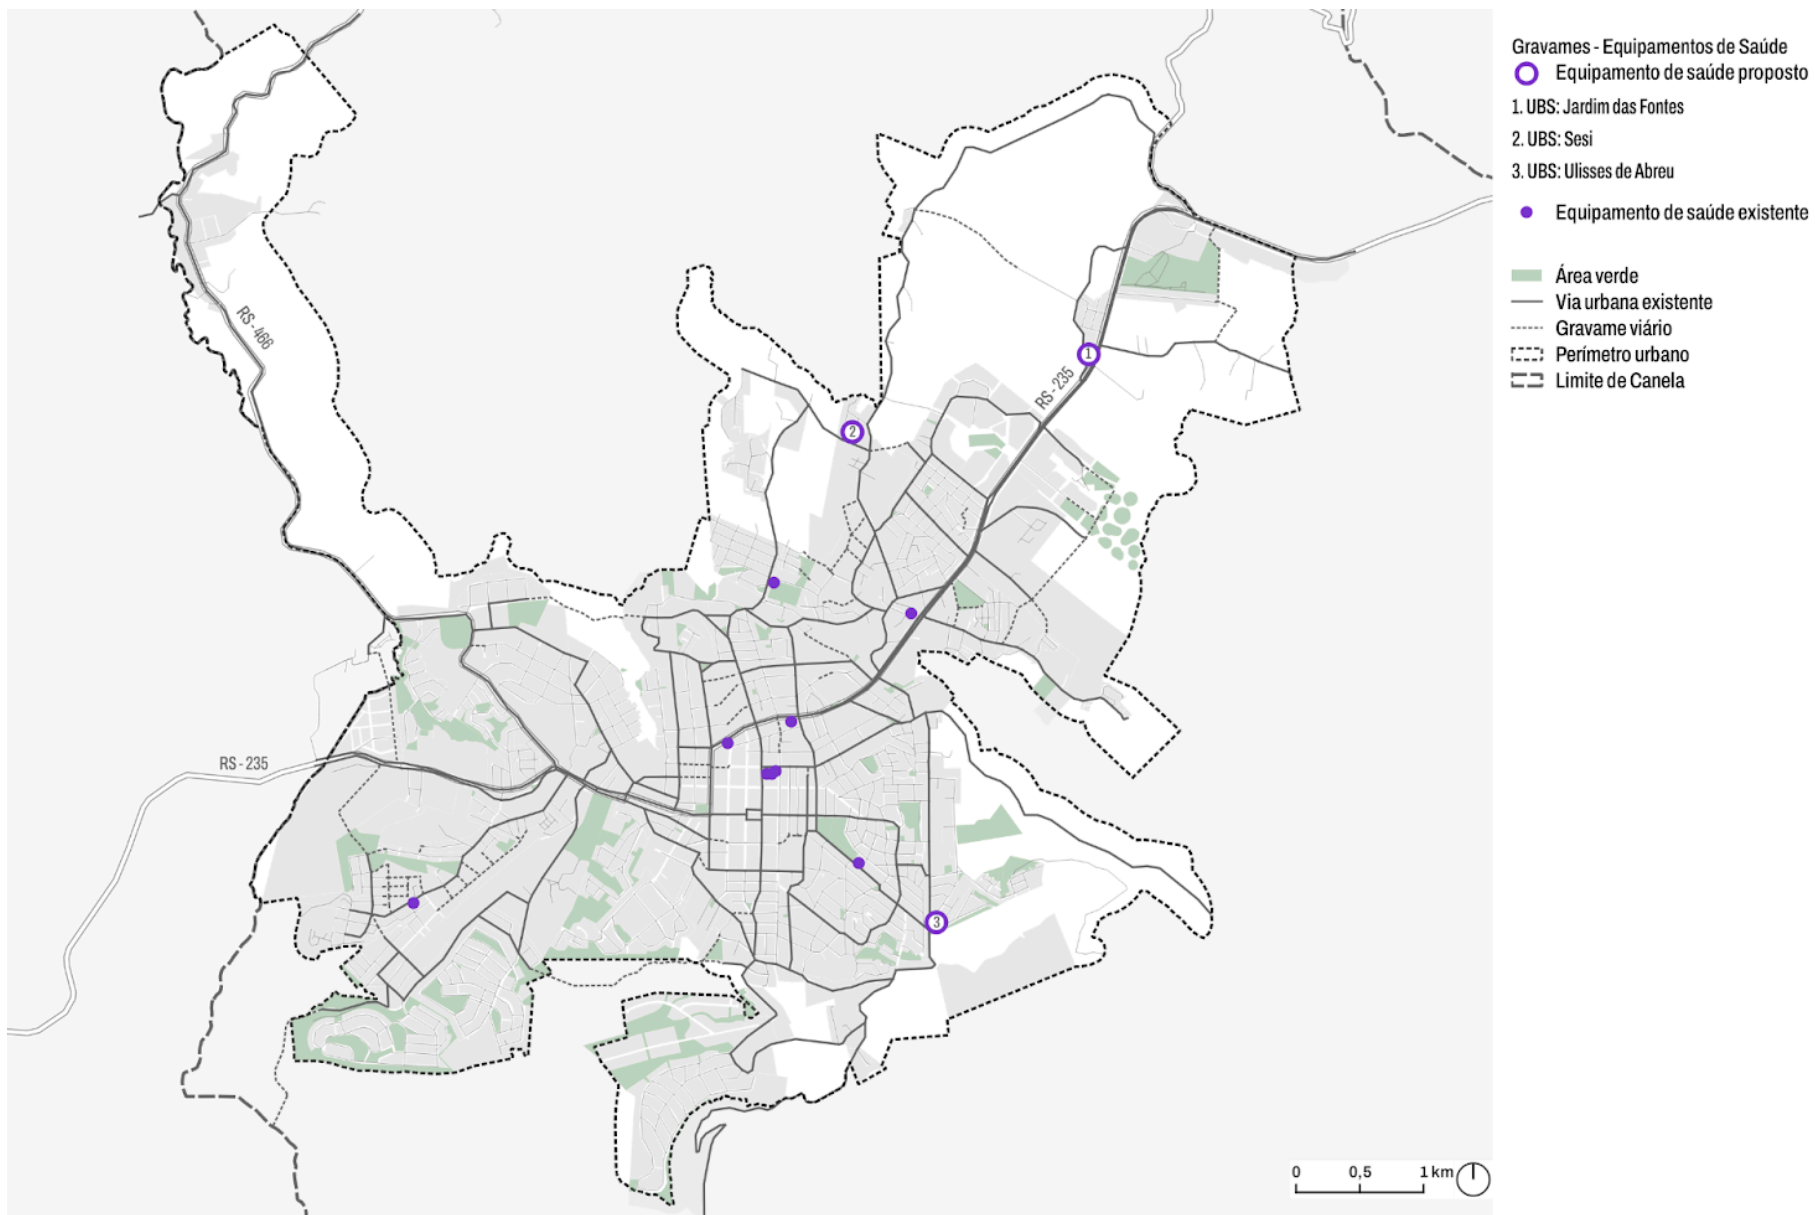 Gravames - Equipamentos de Saúde
Equipamento de saúde proposto
1. UBS: Jardim das Fontes
2. UBS: Sesi
3. UBS: Ulisses de Abreu
Equipamento de saúde existente
Área verde
Via urbana existente
Gravame viário
Perímetro urbano
Limite de Canela
RS - 466
RS - 235
1
2
RS - 235
3
0 0,5 1 km